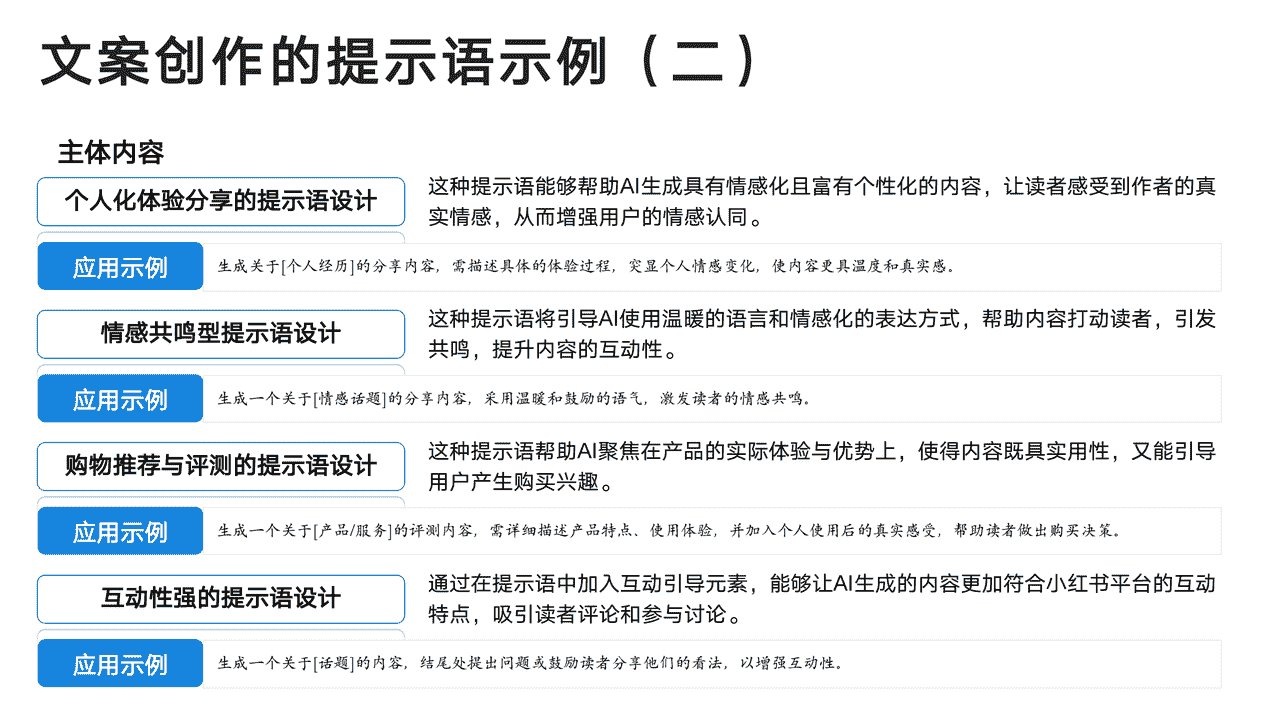 文案创作的提示语示例（二）
主体内容
个人化体验分享的提示语设计
这种提示语能够帮助AI生成具有情感化且富有个性化的内容，让读者感受到作者的真
实情感，从而增强用户的情感认同。
应用示例
生成关于[个人经历]的分享内容，需描述具体的体验过程，突显个人情感变化，使内容更具温度和真实感。
情感共鸣型提示语设计
这种提示语将引导AI使用温暖的语言和情感化的表达方式，帮助内容打动读者，引发
共鸣，提升内容的互动性。
应用示例
生成一个关于[情感话题]的分享内容，采用温暖和鼓励的语气，激发读者的情感共鸣。
购物推荐与评测的提示语设计
这种提示语帮助AI聚焦在产品的实际体验与优势上，使得内容既具实用性，又能引导
用户产生购买兴趣。
应用示例
生成一个关于[产品/服务]的评测内容，需详细描述产品特点、使用体验，并加入个人使用后的真实感受，帮助读者做出购买决策。
互动性强的提示语设计
通过在提示语中加入互动引导元素，能够让AI生成的内容更加符合小红书平台的互动
特点，吸引读者评论和参与讨论。
应用示例
生成一个关于[话题]的内容，结尾处提出问题或鼓励读者分享他们的看法，以增强互动性。